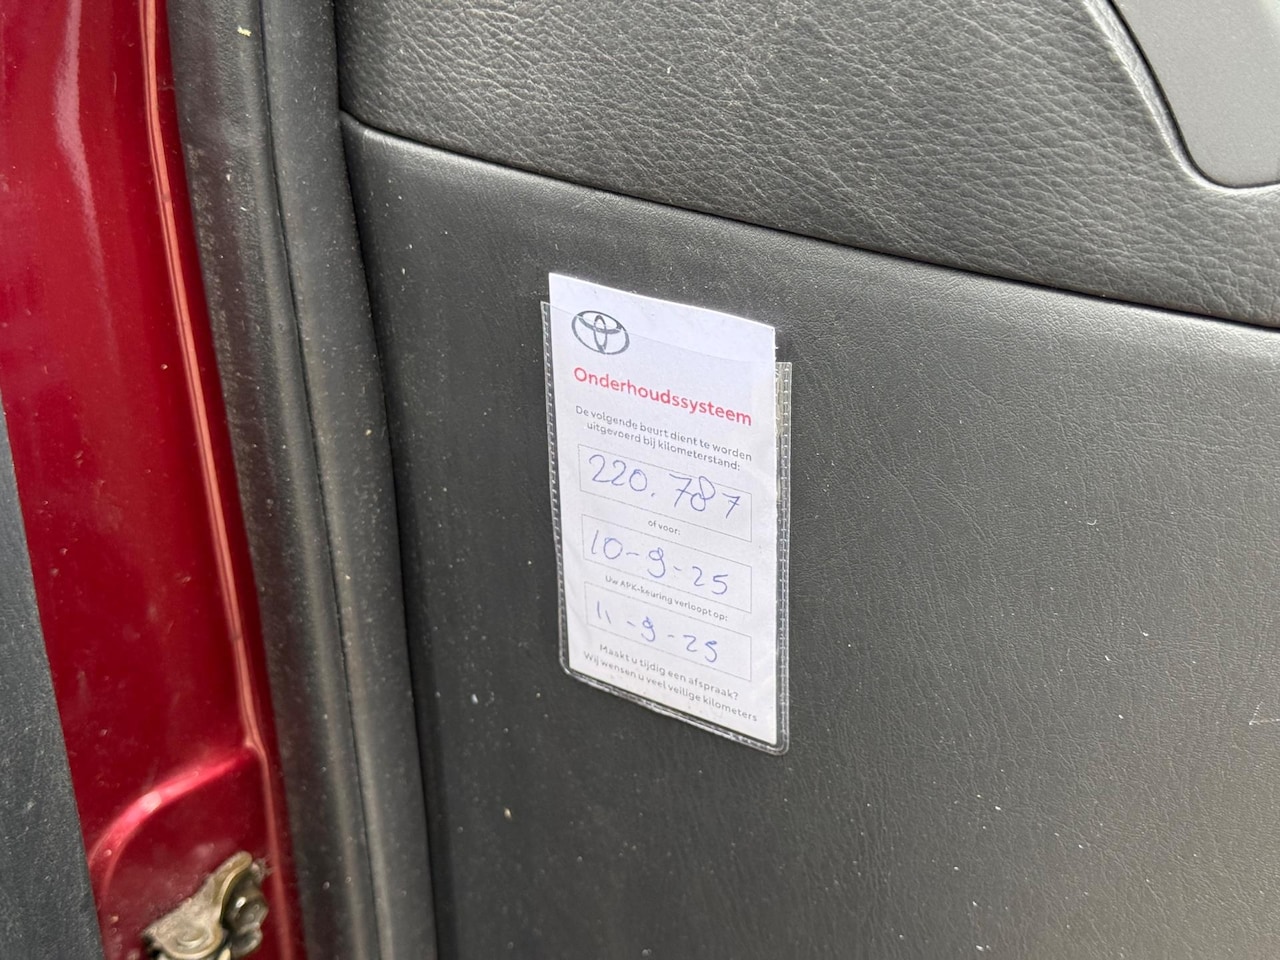 Onderhoudssysteem
De volgende beurt dient te worden
uitgevoerd bij kilometerstand:
220.787
of voor:
10-9-25
Uw APK-keuring verloopt op:
11-9-25
Maakt u tijdig een afspraak?
Wij wensen u veel veilige kilometers